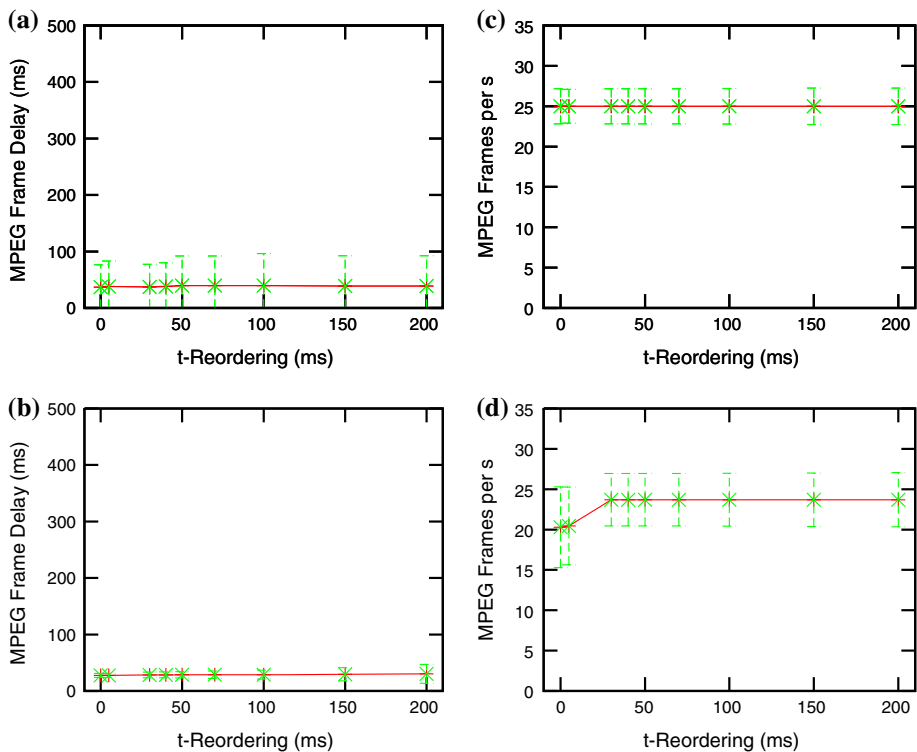 (a)
MPEG Frame Delay (ms)
500
400
300
200
100
0
0 50 100 150 200
t-Reordering (ms)
(c)
MPEG Frames per s
35
30
25
20
15
10
5
0
0 50 100 150 200
t-Reordering (ms)
(b)
MPEG Frame Delay (ms)
500
400
300
200
100
0
0 50 100 150 200
t-Reordering (ms)
(d)
MPEG Frames per s
35
30
25
20
15
10
5
0
0 50 100 150 200
t-Reordering (ms)